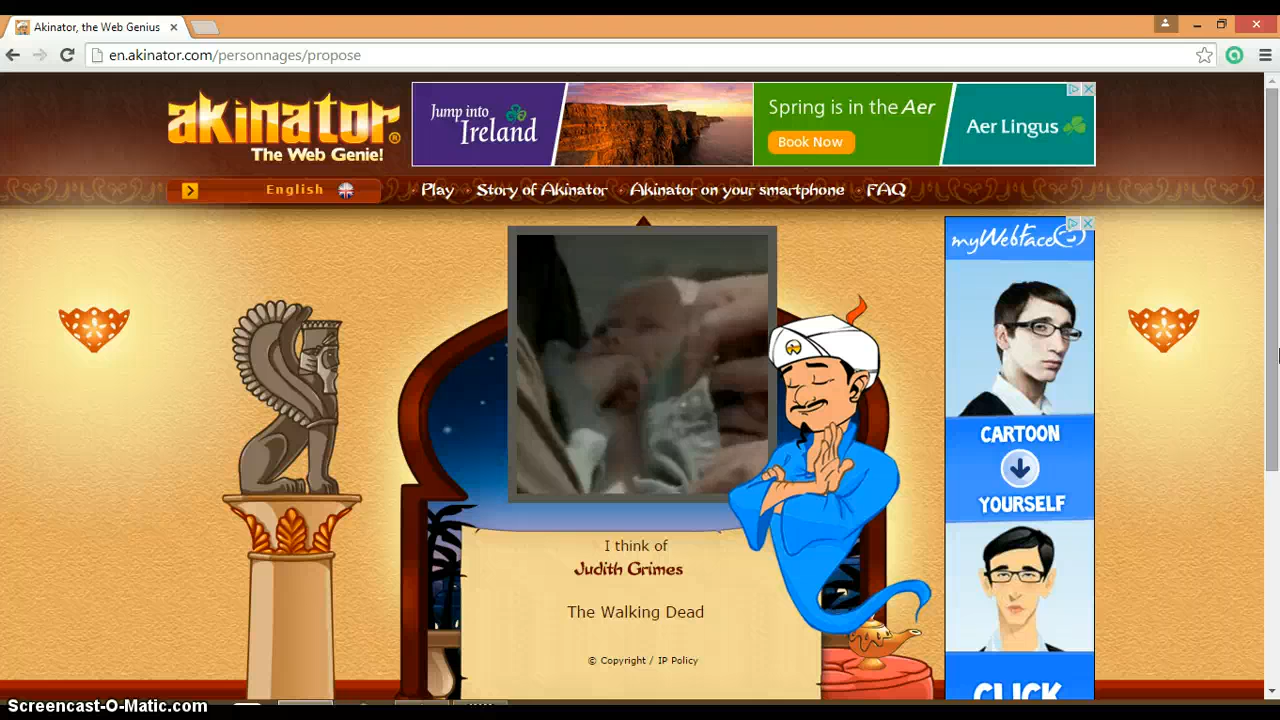 Akinator, the Web Genius
en.akinator.com/personnages/propose
akinator®
The Web Genie!
Jump into
Ireland
Spring is in the Aer
Book Now
Aer Lingus
English
· Play · Story of Akinator · Akinator on your smartphone · FAQ
myWebface
CARTOON
YOURSELF
CLICK
I think of
Judith Grimes
The Walking Dead
© Copyright / IP Policy
Screencast-O-Matic.com